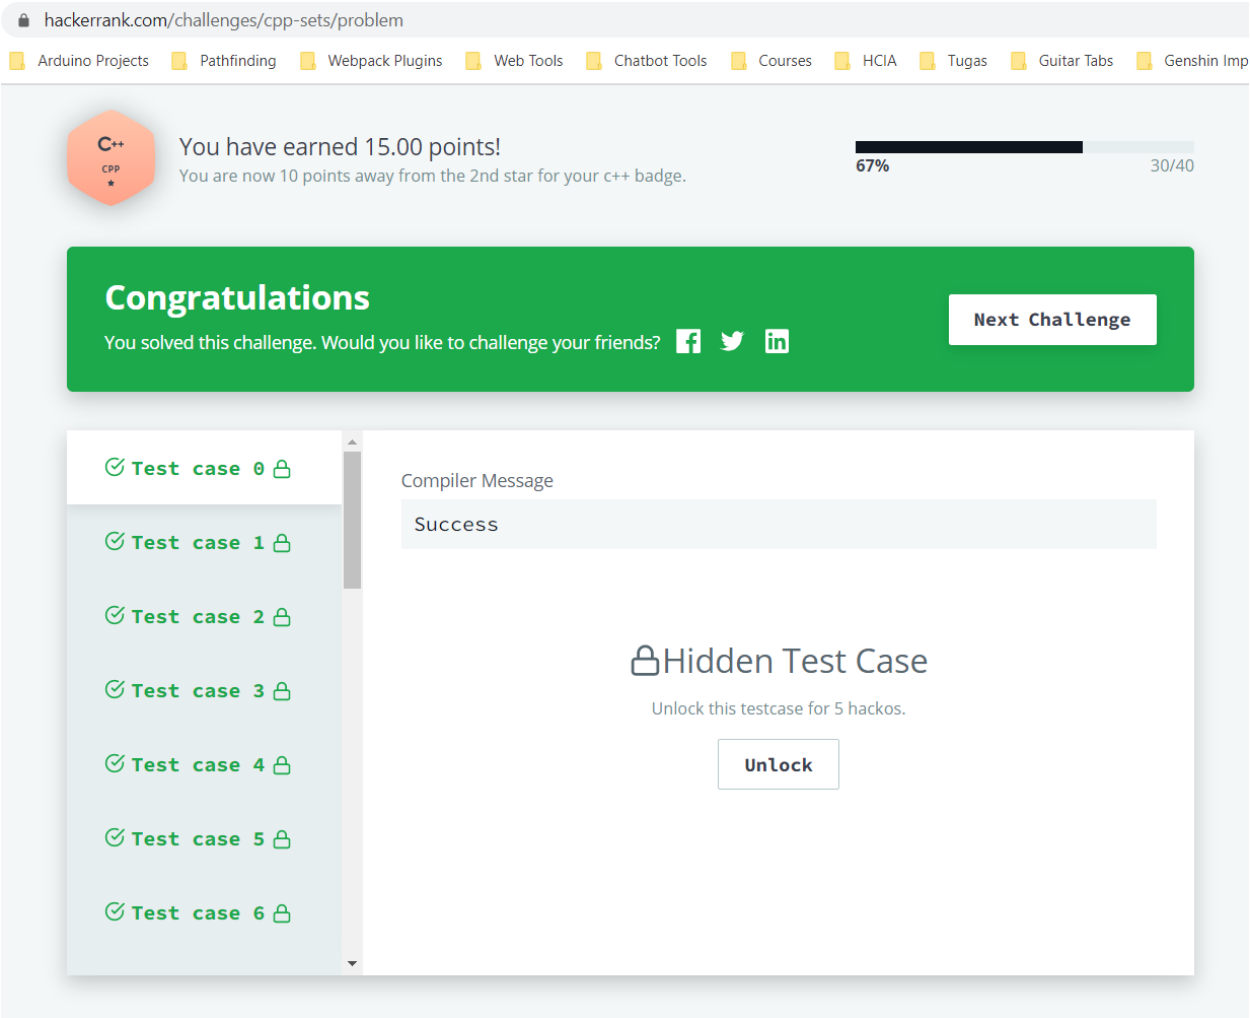 hackerrank.com/challenges/cpp-sets/problem
Arduino Projects Pathfinding Webpack Plugins Web Tools Chatbot Tools Courses HCIA Tugas Guitar Tabs Genshin Imp
C++
CPP
You have earned 15.00 points!
You are now 10 points away from the 2nd star for your c++ badge.
67% 30/40
Congratulations
You solved this challenge. Would you like to challenge your friends?
Next Challenge
Test case 0
Test case 1
Test case 2
Test case 3
Test case 4
Test case 5
Test case 6
Compiler Message
Success
Hidden Test Case
Unlock this testcase for 5 hackos.
Unlock